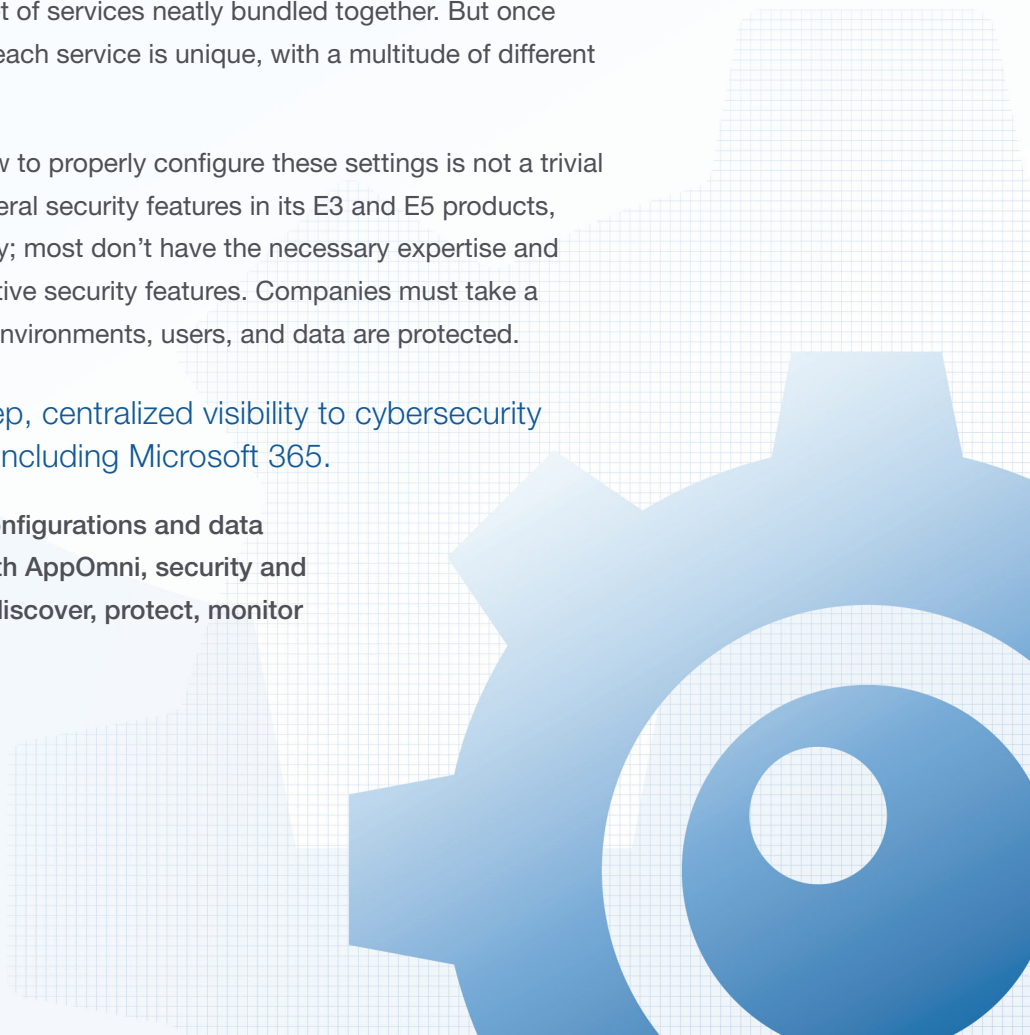 t of services neatly bundled together. But once
each service is unique, with a multitude of different
w to properly configure these settings is not a trivial
eral security features in its E3 and E5 products,
y; most don’t have the necessary expertise and
tive security features. Companies must take a
nvironments, users, and data are protected.
ep, centralized visibility to cybersecurity
including Microsoft 365.
nfigurations and data
th AppOmni, security and
discover, protect, monitor